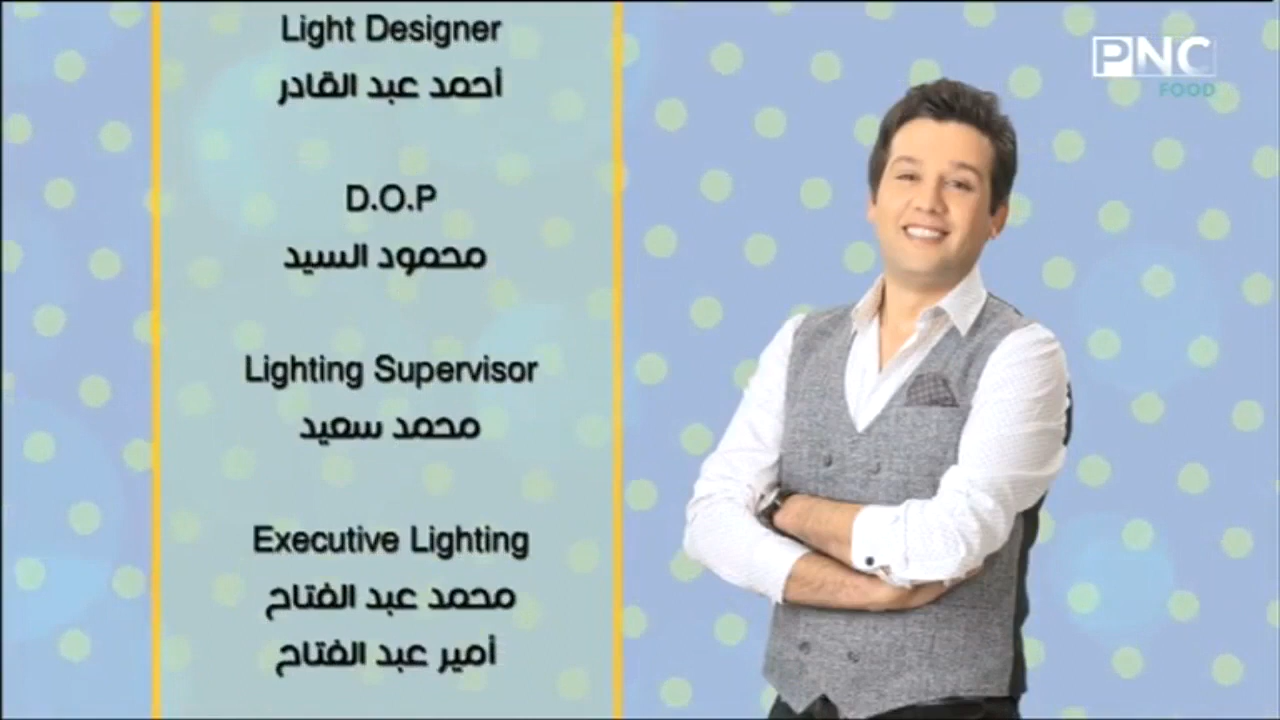 Light Designer
أحمد عبد القادر
D.O.P
محمود السيد
Lighting Supervisor
محمد سعيد
Executive Lighting
محمد عبد الفتاح
أمير عبد الفتاح
PNC
FOOD